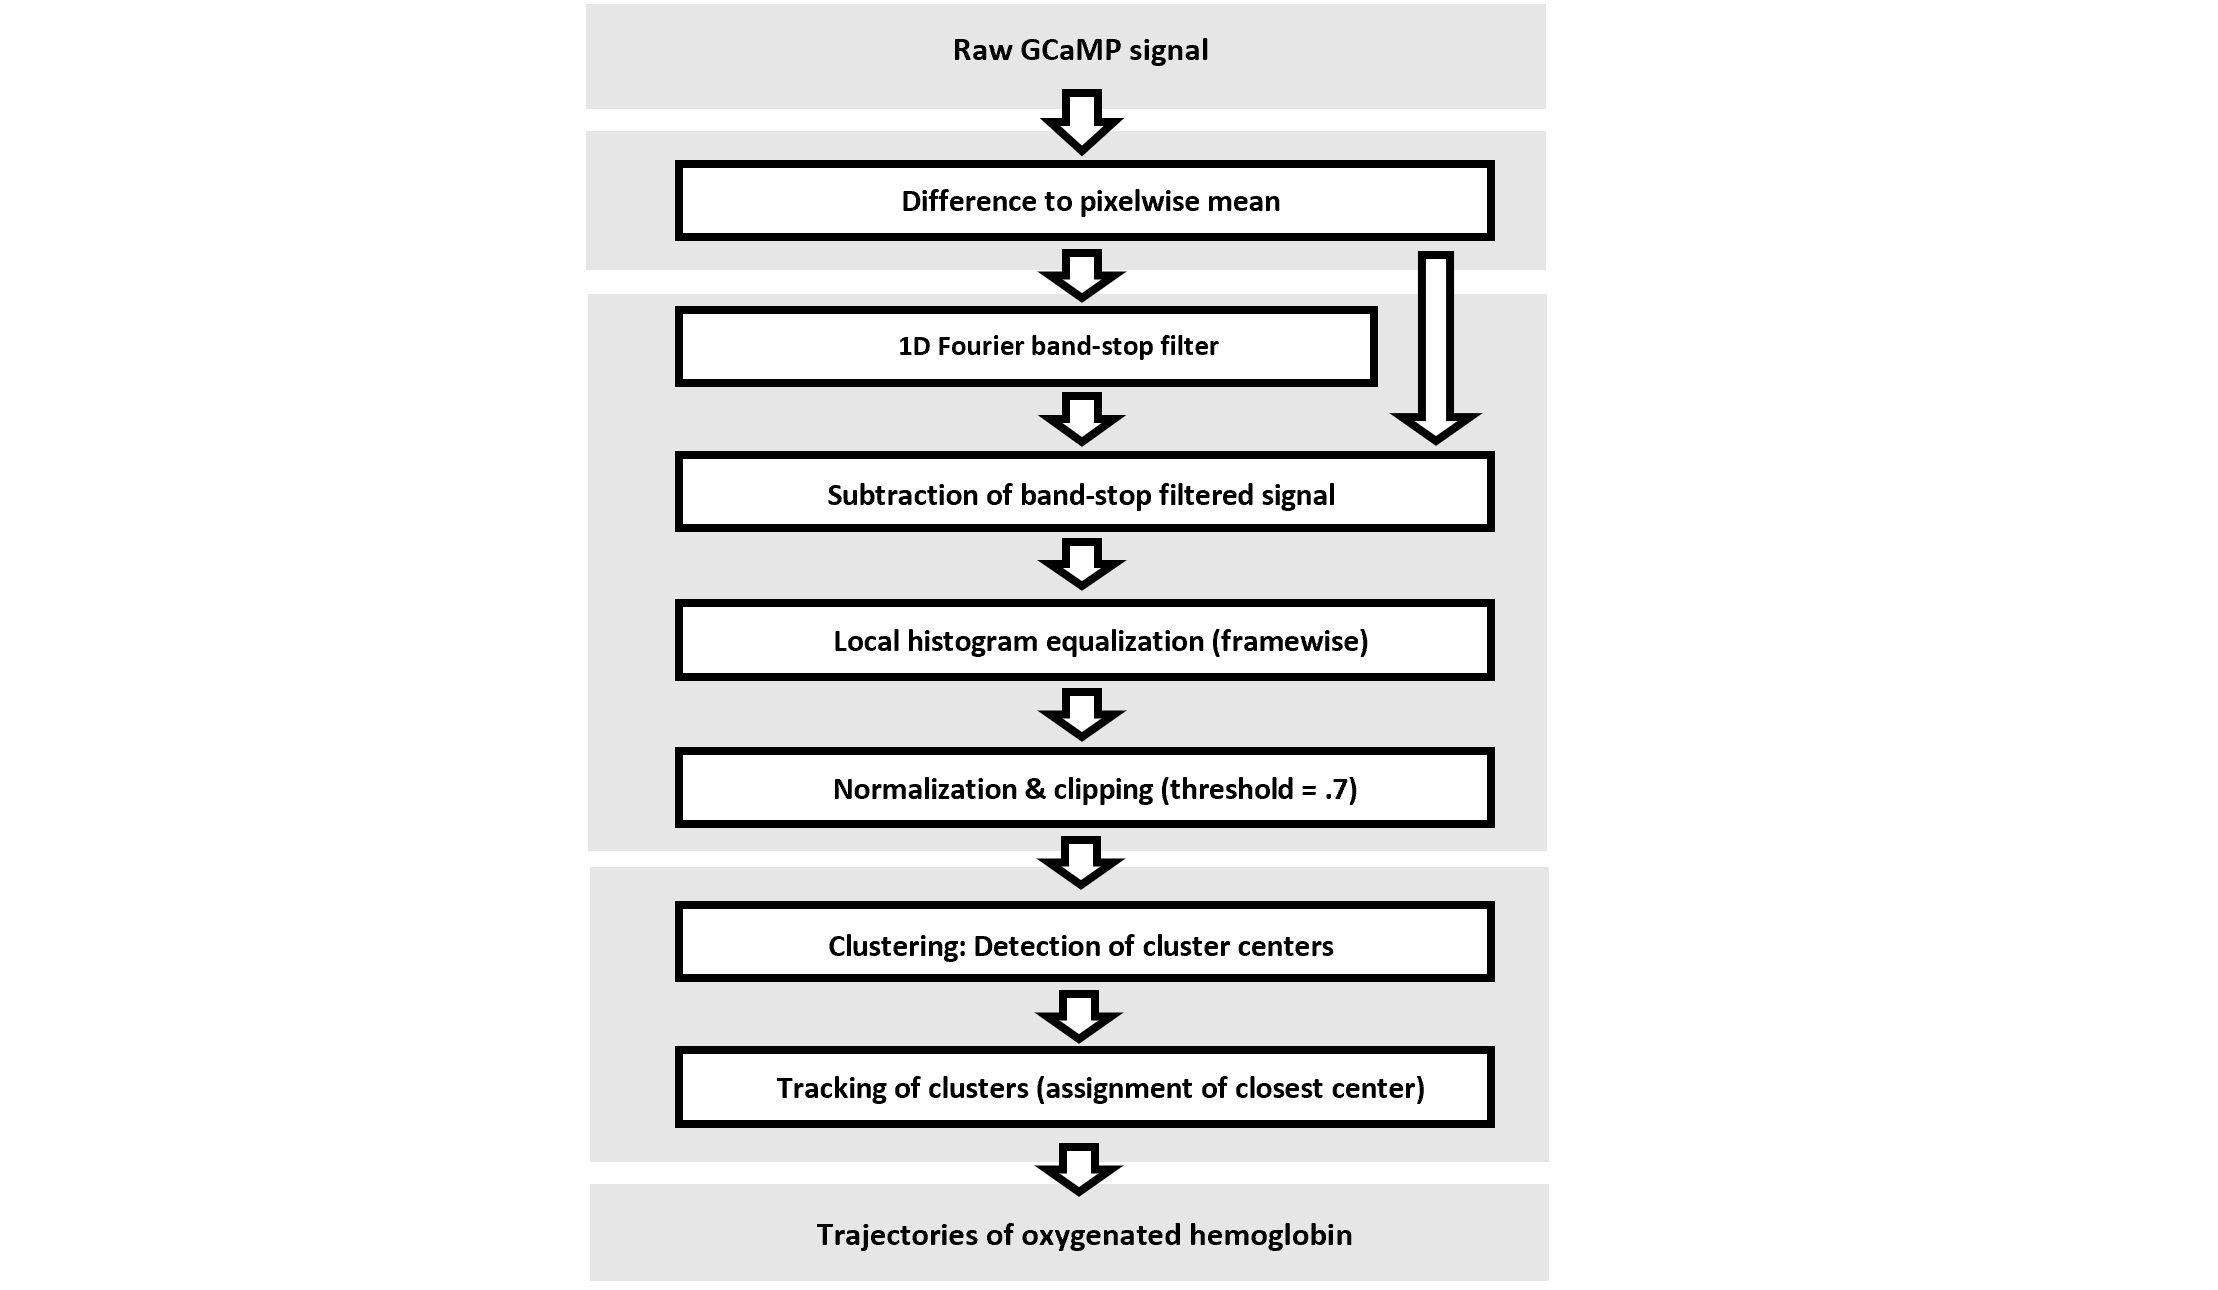 Raw GCaMP signal
Difference to pixelwise mean
1D Fourier band-stop filter
Subtraction of band-stop filtered signal
Local histogram equalization (framewise)
Normalization & clipping (threshold = .7)
Clustering: Detection of cluster centers
Tracking of clusters (assignment of closest center)
Trajectories of oxygenated hemoglobin